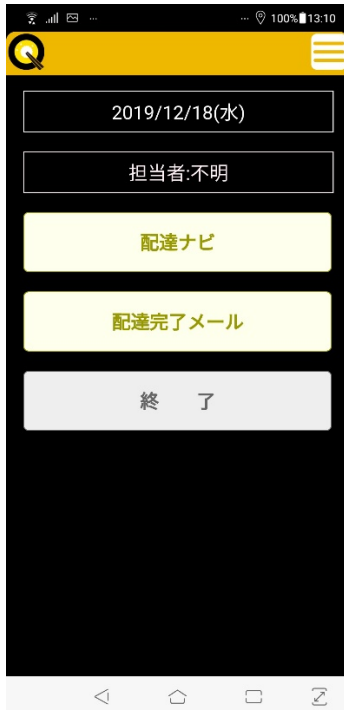 100% 13:10
2019/12/18(水)
担当者:不明
配達ナビ
配達完了メール
終 了